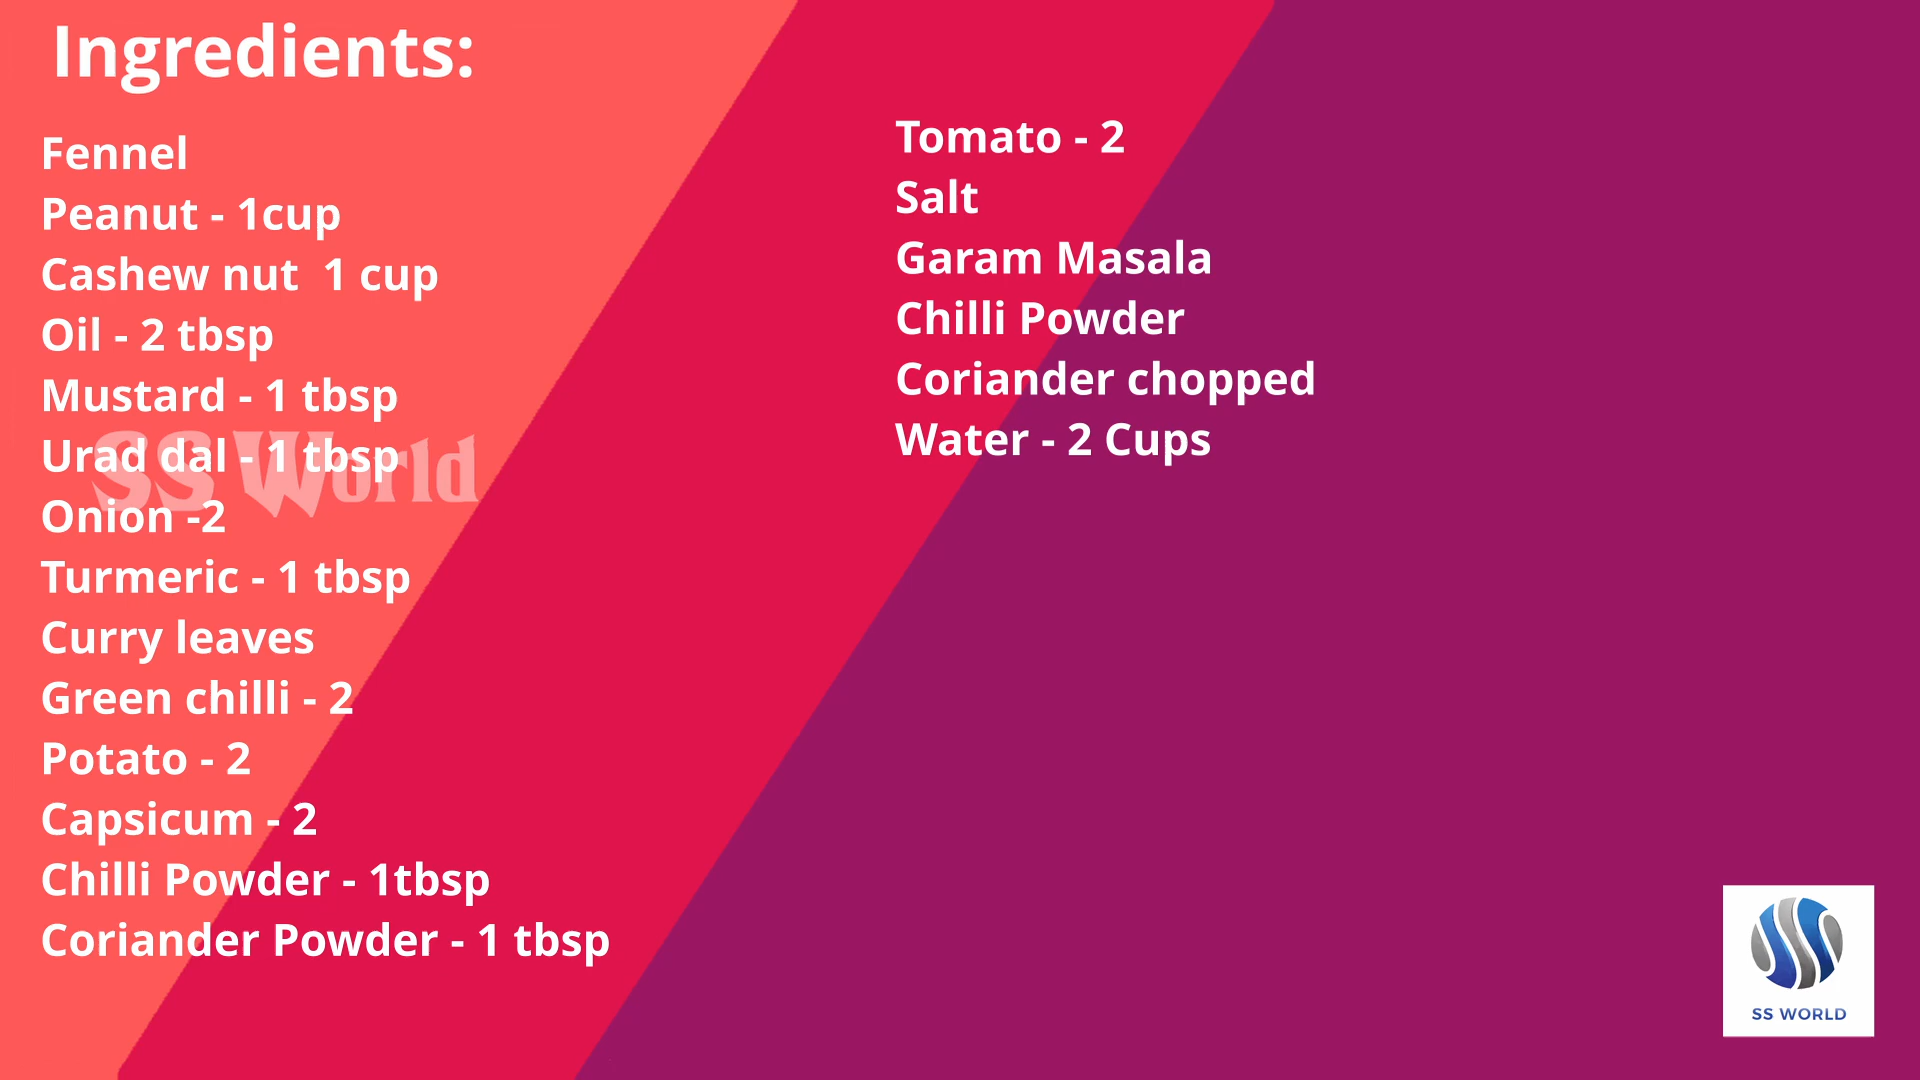 Ingredients:
Fennel
Peanut - 1cup
Cashew nut  1 cup
Oil - 2 tbsp
Mustard - 1 tbsp
Urad dal - 1 tbsp
SS World
Onion -2
Turmeric - 1 tbsp
Curry leaves
Green chilli - 2
Potato - 2
Capsicum - 2
Chilli Powder - 1tbsp
Coriander Powder - 1 tbsp
Tomato - 2
Salt
Garam Masala
Chilli Powder
Coriander chopped
Water - 2 Cups
SS WORLD